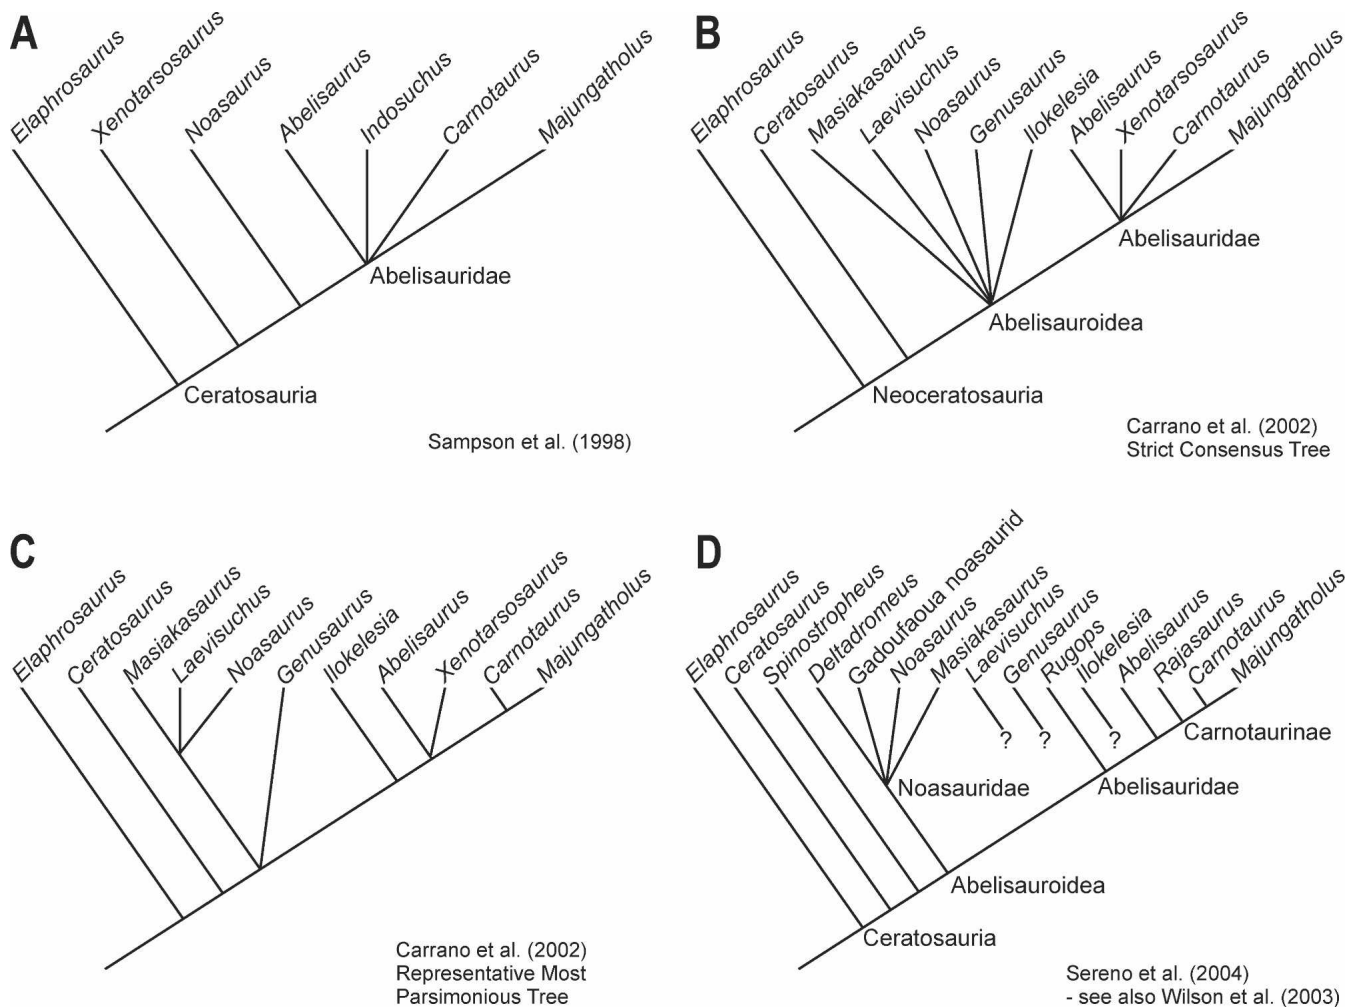 A
Elaphrosaurus
Xenotarsosaurus
Noasaurus
Abelisaurus
Indosuchus
Carnotaurus
Majungatholus
Abelisauridae
Ceratosauria
Sampson et al. (1998)
B
Elaphrosaurus
Ceratosaurus
Masiakasaurus
Laevisuchus
Noasaurus
Genusaurus
Ilokelesia
Abelisaurus
Xenotarsosaurus
Carnotaurus
Majungatholus
Abelisauridae
Abelisauroidea
Neoceratosauria
Carrano et al. (2002)
Strict Consensus Tree
C
Elaphrosaurus
Ceratosaurus
Masiakasaurus
Laevisuchus
Noasaurus
Genusaurus
Ilokelesia
Abelisaurus
Xenotarsosaurus
Carnotaurus
Majungatholus
Carrano et al. (2002)
Representative Most
Parsimonious Tree
D
Elaphrosaurus
Ceratosaurus
Spinostropheus
Deltadromeus
Gadoufaoua noasaurid
Noasaurus
Masiakasaurus
Laevisuchus
Genusaurus
Rugops
Ilokelesia
Abelisaurus
Rajasaurus
Carnotaurus
Majungatholus
?
?
?
Carnotaurinae
Noasauridae
Abelisauridae
Abelisauroidea
Ceratosauria
Sereno et al. (2004)
- see also Wilson et al. (2003)